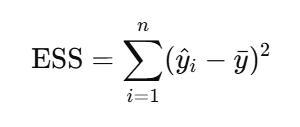 ESS = \sum_{i=1}^{n} (\hat{y}_i - \bar{y})^2